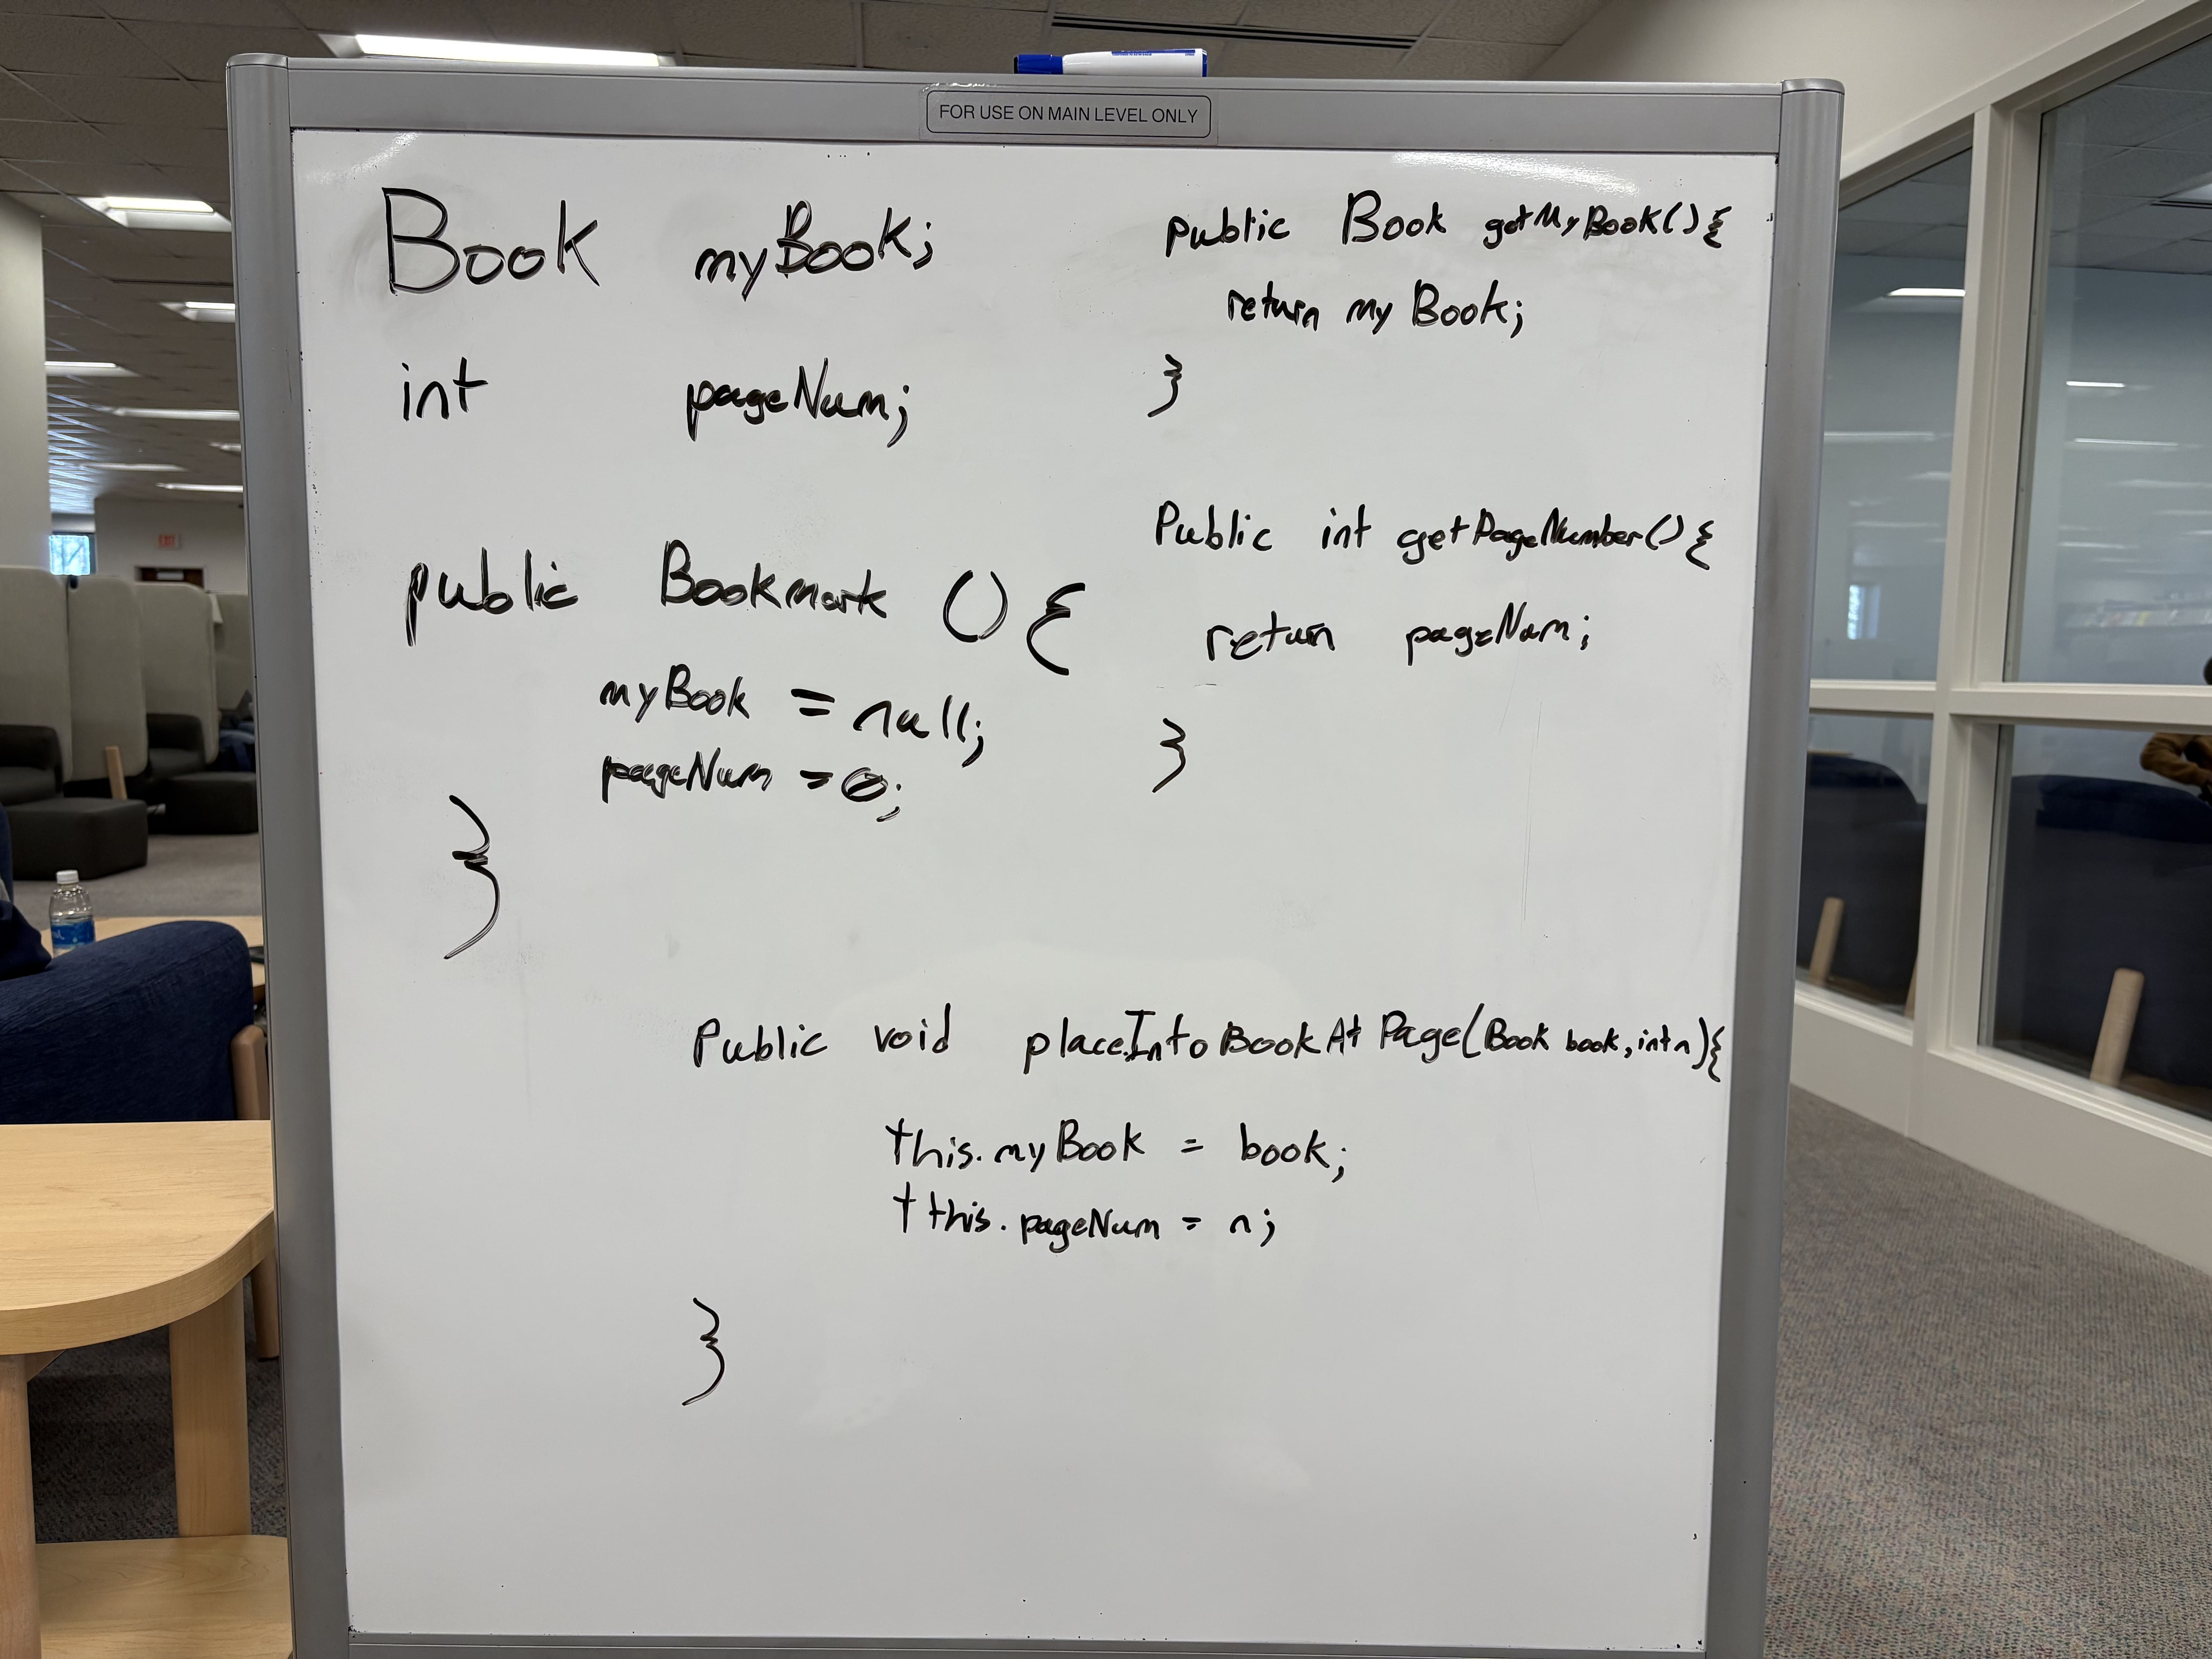 FOR USE ON MAIN LEVEL ONLY
Book myBook;
int pageNum;
public Bookmark () {
myBook = null;
pageNum = 0;
}
public Book getMyBook() {
return myBook;
}
Public int getPageNumber() {
return pageNum;
}
Public void placeIntoBookAtPage(Book book, int n) {
this.myBook = book;
tthis.pageNum = n;
}